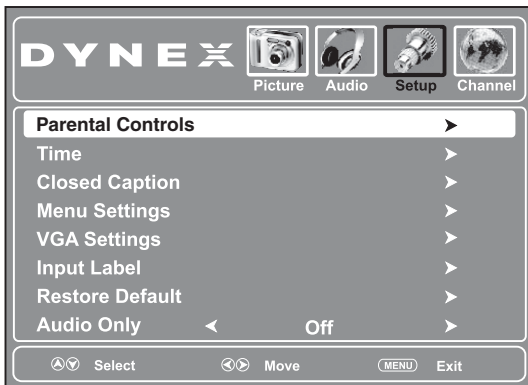 DYNEX
Picture Audio Setup Channel
Parental Controls
Time
Closed Caption
Menu Settings
VGA Settings
Input Label
Restore Default
Audio Only Off
Select Move MENU Exit